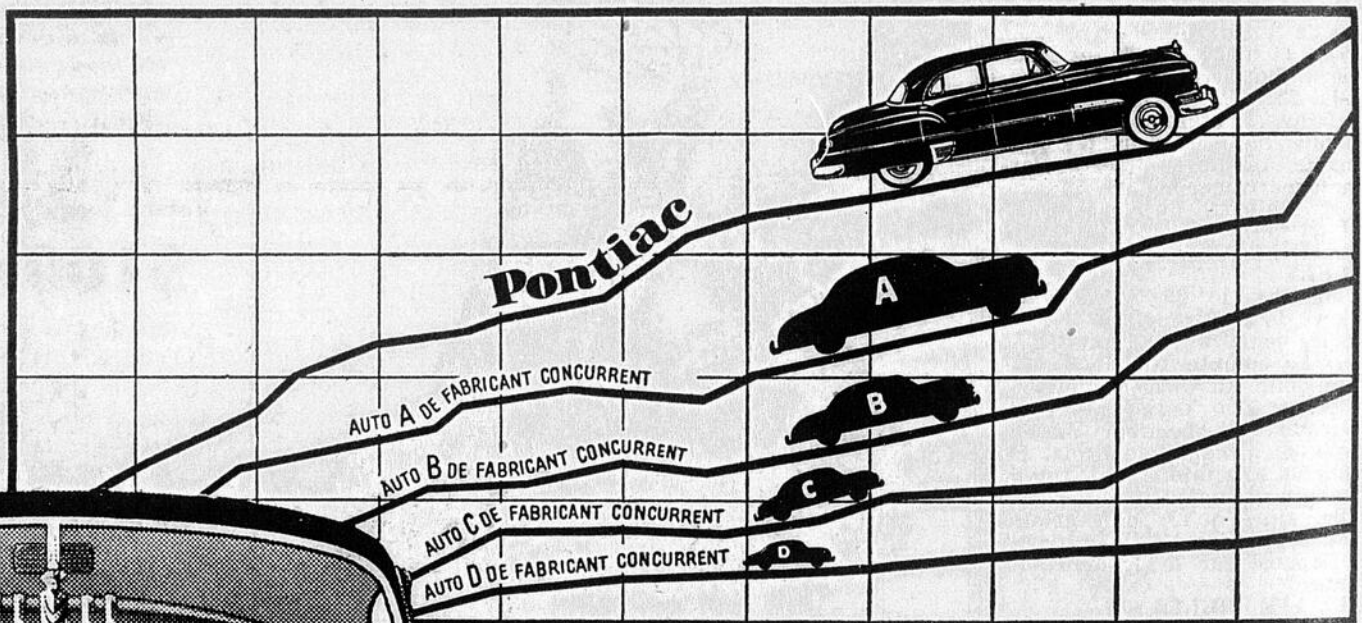 Pontiac
A
AUTO A DE FABRICANT CONCURRENT
B
AUTO B DE FABRICANT CONCURRENT
C
AUTO C DE FABRICANT CONCURRENT
D
AUTO D DE FABRICANT CONCURRENT